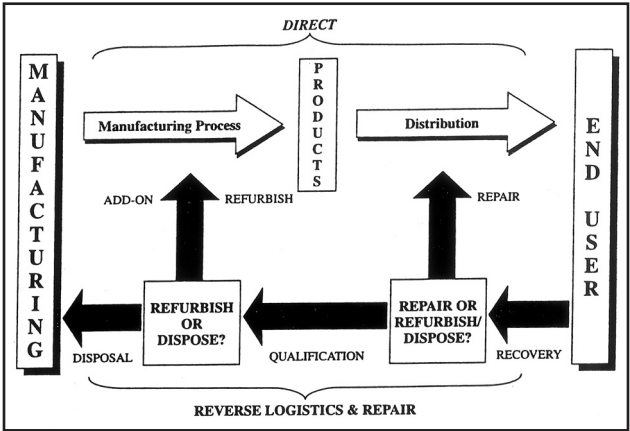 DIRECT
MANUFACTURING
Manufacturing Process
PRODUCTS
Distribution
END USER
ADD-ON
REFURBISH
REPAIR
REFURBISH
OR
DISPOSE?
REPAIR OR
REFURBISH/
DISPOSE?
DISPOSAL
QUALIFICATION
RECOVERY
REVERSE LOGISTICS & REPAIR